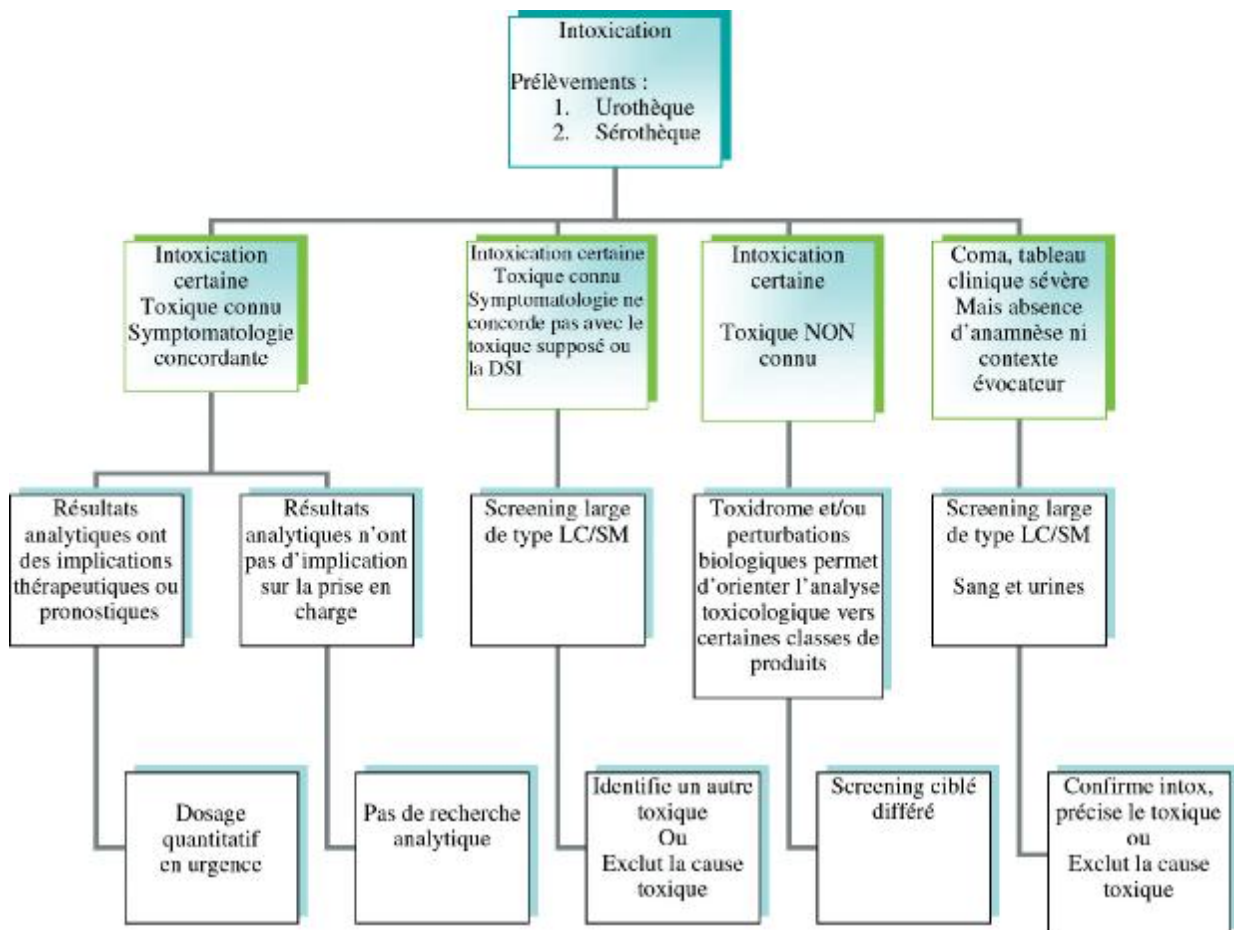 Intoxication
Prélèvements :
1. Urothèque
2. Sérothèque
Intoxication
certaine
Toxique connu
Symptomatologie
concordante
Intoxication certaine
Toxique connu
Symptomatologie ne
concorde pas avec le
toxique supposé ou
la DSI
Intoxication
certaine
Toxique NON
connu
Coma, tableau
clinique sévère
Mais absence
d'anamnèse ni
contexte
évocateur
Résultats
analytiques ont
des implications
thérapeutiques ou
pronostiques
Résultats
analytiques n'ont
pas d'implication
sur la prise en
charge
Screening large
de type LC/SM
Toxidrome et/ou
perturbations
biologiques permet
d'orienter l'analyse
toxicologique vers
certaines classes de
produits
Screening large
de type LC/SM
Sang et urines
Dosage
quantitatif
en urgence
Pas de recherche
analytique
Identifie un autre
toxique
Ou
Exclut la cause
toxique
Screening ciblé
différé
Confirme intox,
précise le toxique
ou
Exclut la cause
toxique